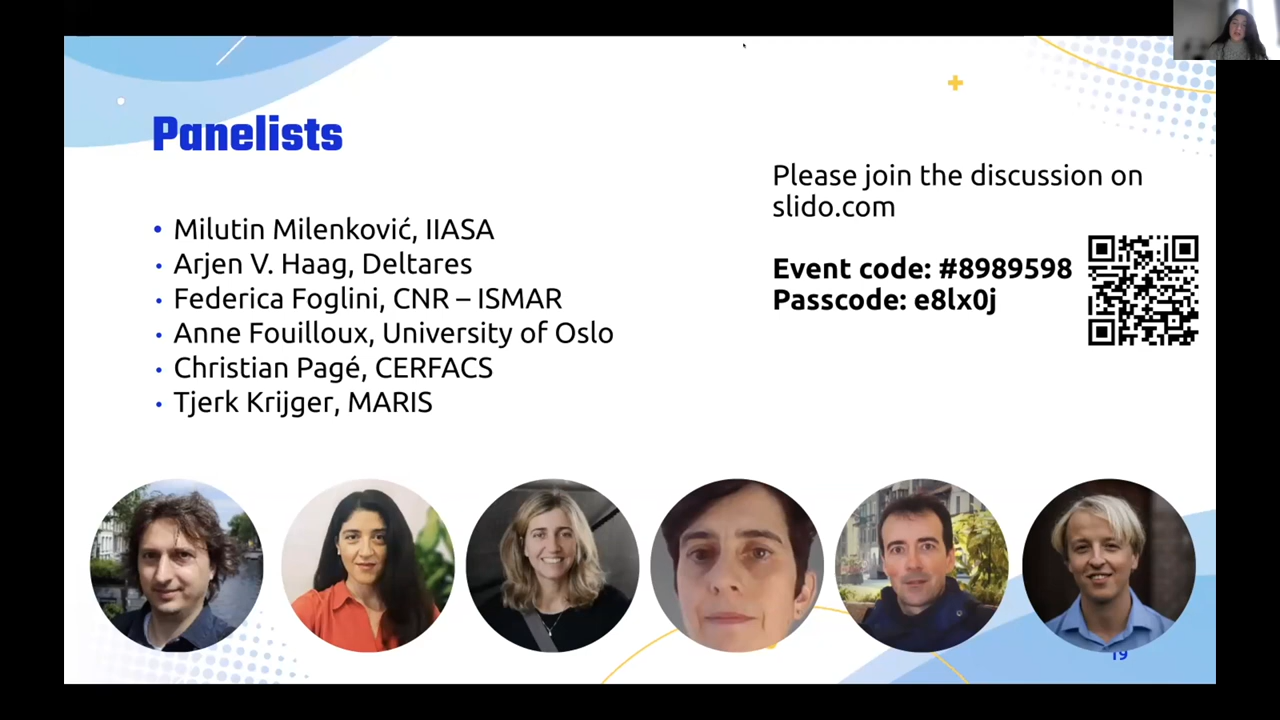 Panelists
• Milutin Milenković, IIASA
• Arjen V. Haag, Deltares
• Federica Foglini, CNR – ISMAR
• Anne Fouilloux, University of Oslo
• Christian Pagé, CERFACS
• Tjerk Krijger, MARIS
Please join the discussion on
slido.com
Event code: #8989598
Passcode: e8lx0j
19